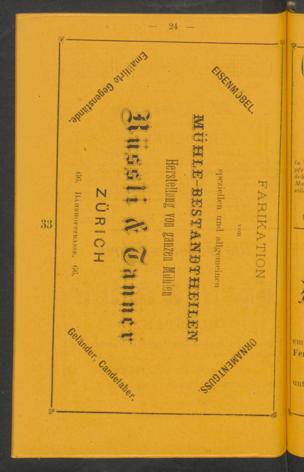 — 24 —
FARIKATION
von
speziellen und allgemeinen
MÜHLE-BESTANDTHEILEN
Herstellung von ganzen Mühlen
Rüssli & Tanner
ZÜRICH
66, BAHNHOFSTRASSE, 66.
EISENMÖBEL.
ORNAMENTGUSS.
Emaillirte Gegenstände.
Geländer, Candelaber.
33